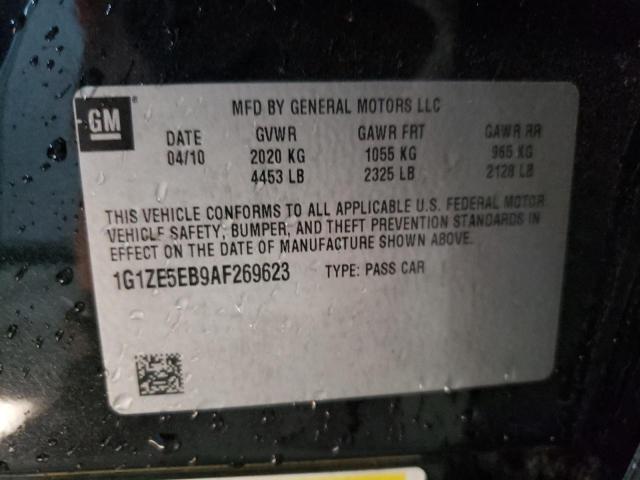 GM
MFD BY GENERAL MOTORS LLC
DATE GVWR GAWR FRT GAWR RR
04/10 2020 KG 1055 KG 965 KG
4453 LB 2325 LB 2128 LB
THIS VEHICLE CONFORMS TO ALL APPLICABLE U.S. FEDERAL MOTOR
VEHICLE SAFETY, BUMPER, AND THEFT PREVENTION STANDARDS IN
EFFECT ON THE DATE OF MANUFACTURE SHOWN ABOVE.
1G1ZE5EB9AF269623 TYPE: PASS CAR